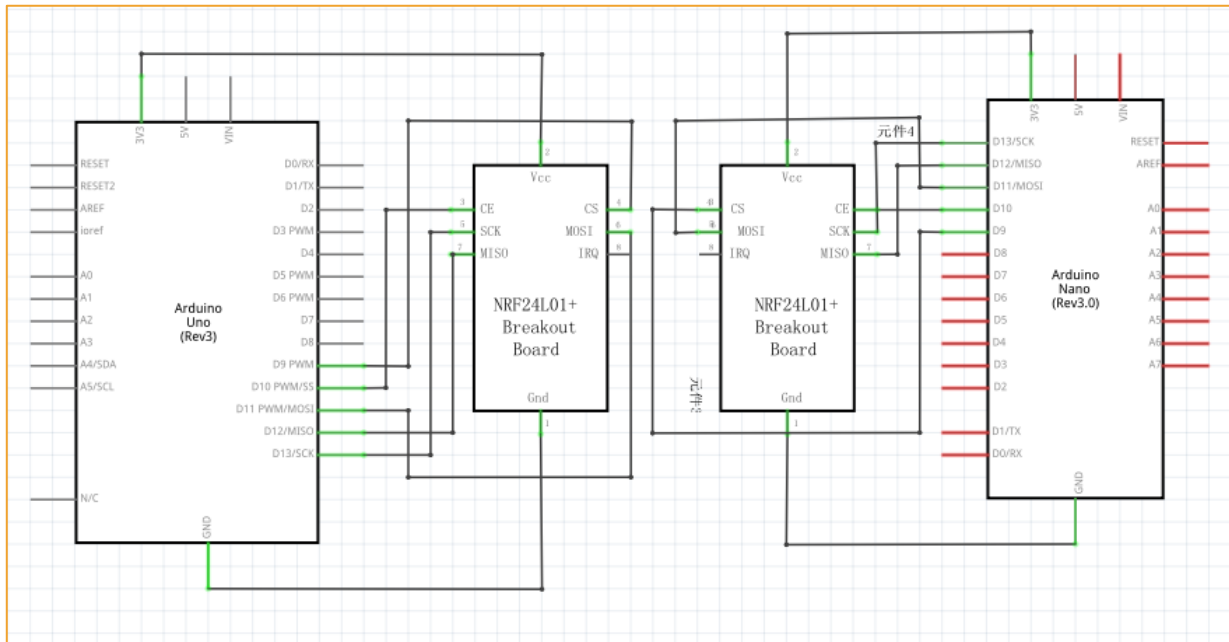 3V3
5V
VIN
RESET
RESET2
AREF
ioref
A0
A1
A2
A3
A4/SDA
A5/SCL
N/C
Arduino
Uno
(Rev3)
D0/RX
D1/TX
D2
D3 PWM
D4
D5 PWM
D6 PWM
D7
D8
D9 PWM
D10 PWM/SS
D11 PWM/MOSI
D12/MISO
D13/SCK
GND
2
Vcc
3 CE
5 SCK
7 MISO
CS 4
MOSI 6
IRQ 8
NRF24L01+
Breakout
Board
Gnd
1
2
Vcc
CS
MOSI
8 IRQ
CE
SCK
MISO 7
NRF24L01+
Breakout
Board
Gnd
1
元件4
3V3
5V
VIN
D13/SCK
D12/MISO
D11/MOSI
D10
D9
D8
D7
D6
D5
D4
D3
D2
D1/TX
D0/RX
Arduino
Nano
(Rev3.0)
RESET
AREF
A0
A1
A2
A3
A4
A5
A6
A7
GND